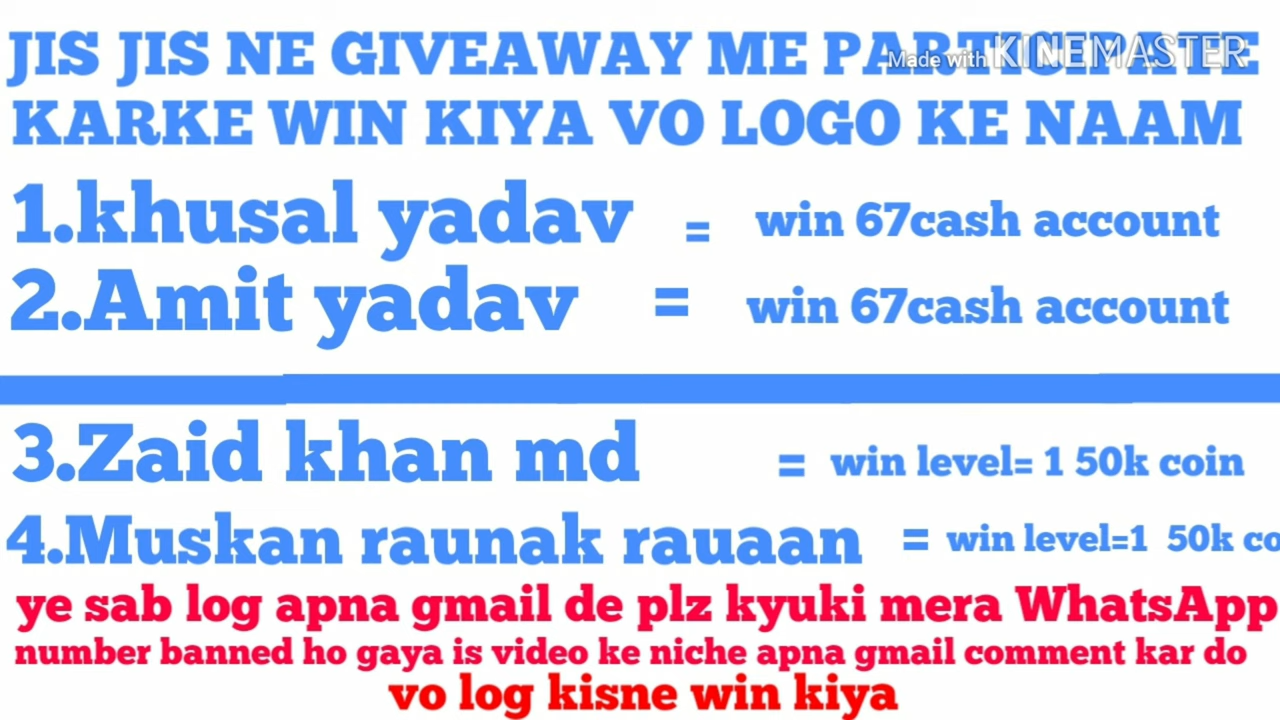 JIS JIS NE GIVEAWAY ME PARTICIPATE
Made with KINEMASTER
KARKE WIN KIYA VO LOGO KE NAAM
1.khusal yadav = win 67cash account
2.Amit yadav = win 67cash account
3.Zaid khan md = win level= 1 50k coin
4.Muskan raunak rauaan = win level=1 50k co
ye sab log apna gmail de plz kyuki mera WhatsApp
number banned ho gaya is video ke niche apna gmail comment kar do
vo log kisne win kiya